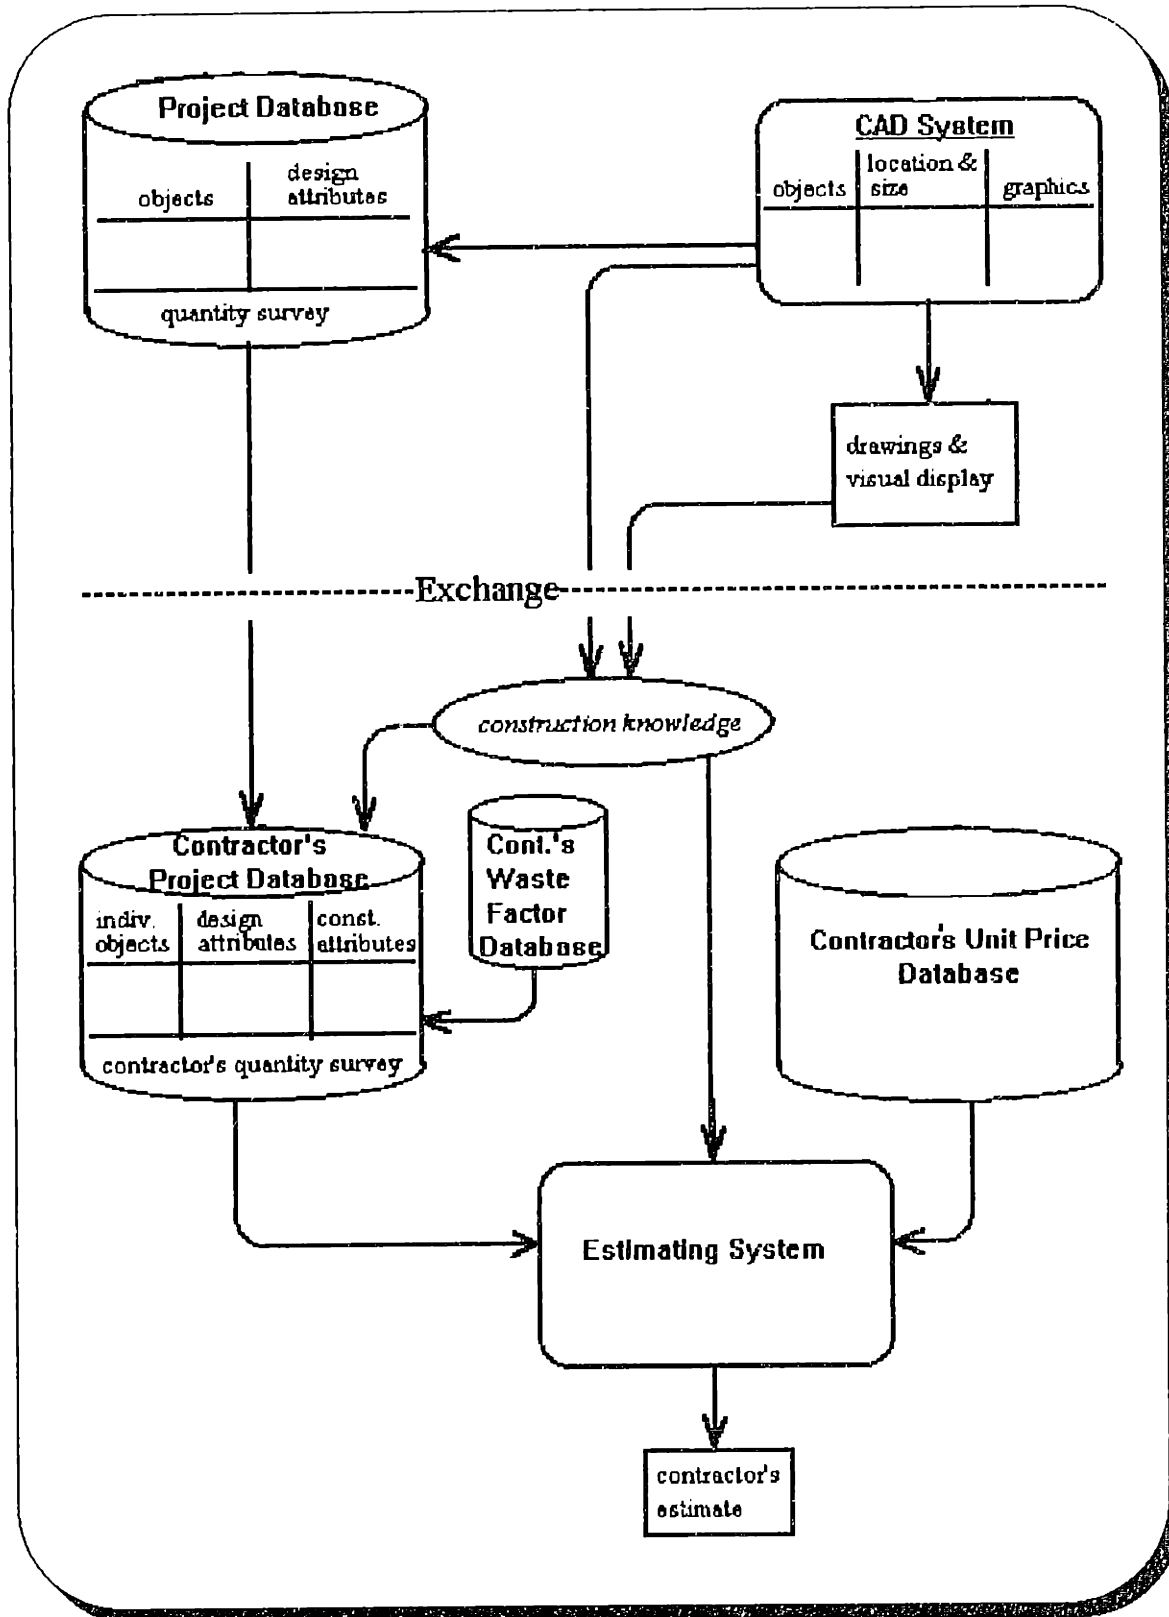 Project Database
objects
design
attributes
quantity survey
CAD System
objects
location &
size
graphics
drawings &
visual display
Exchange
construction knowledge
Contractor's
Project Database
indiv.
objects
design
attributes
const.
attributes
contractor's quantity survey
Cont.'s
Waste
Factor
Database
Contractor's Unit Price
Database
Estimating System
contractor's
estimate